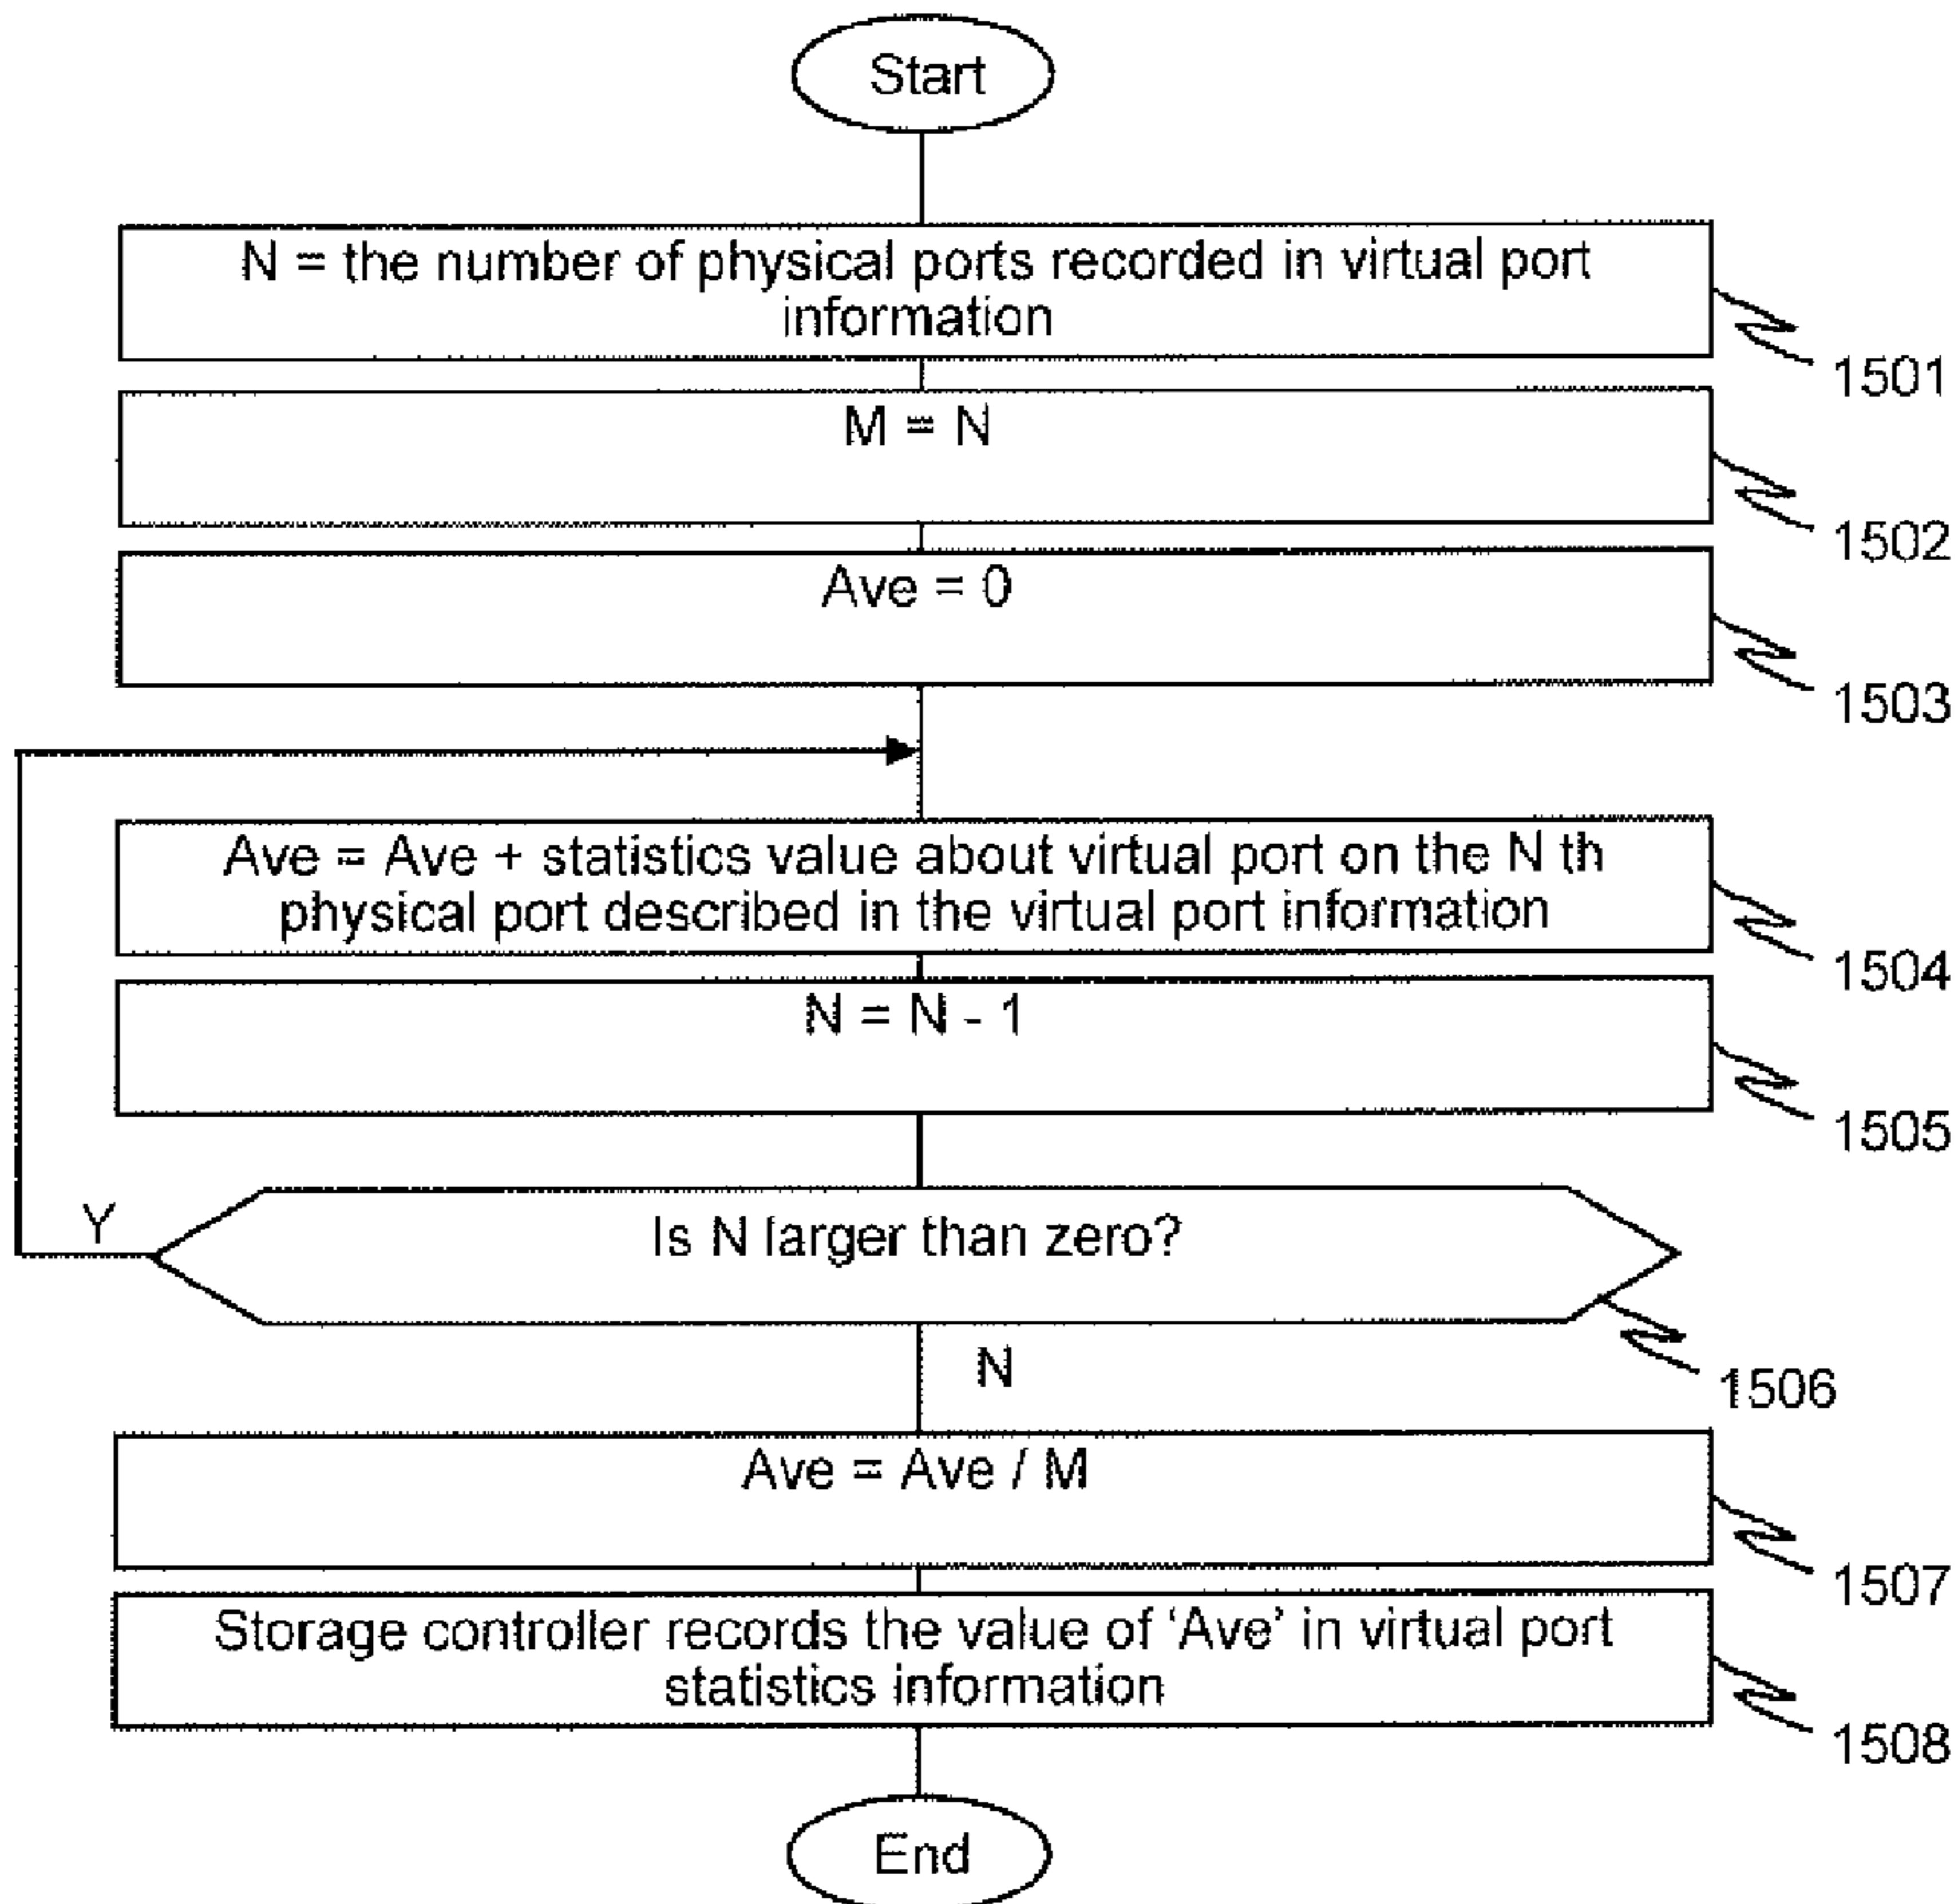 Start
N = the number of physical ports recorded in virtual port
information
1501
M = N
1502
Ave = 0
1503
Ave = Ave + statistics value about virtual port on the N th
physical port described in the virtual port information
1504
N = N - 1
1505
Is N larger than zero?
Y
N
1506
Ave = Ave / M
1507
Storage controller records the value of ‘Ave’ in virtual port
statistics information
1508
End